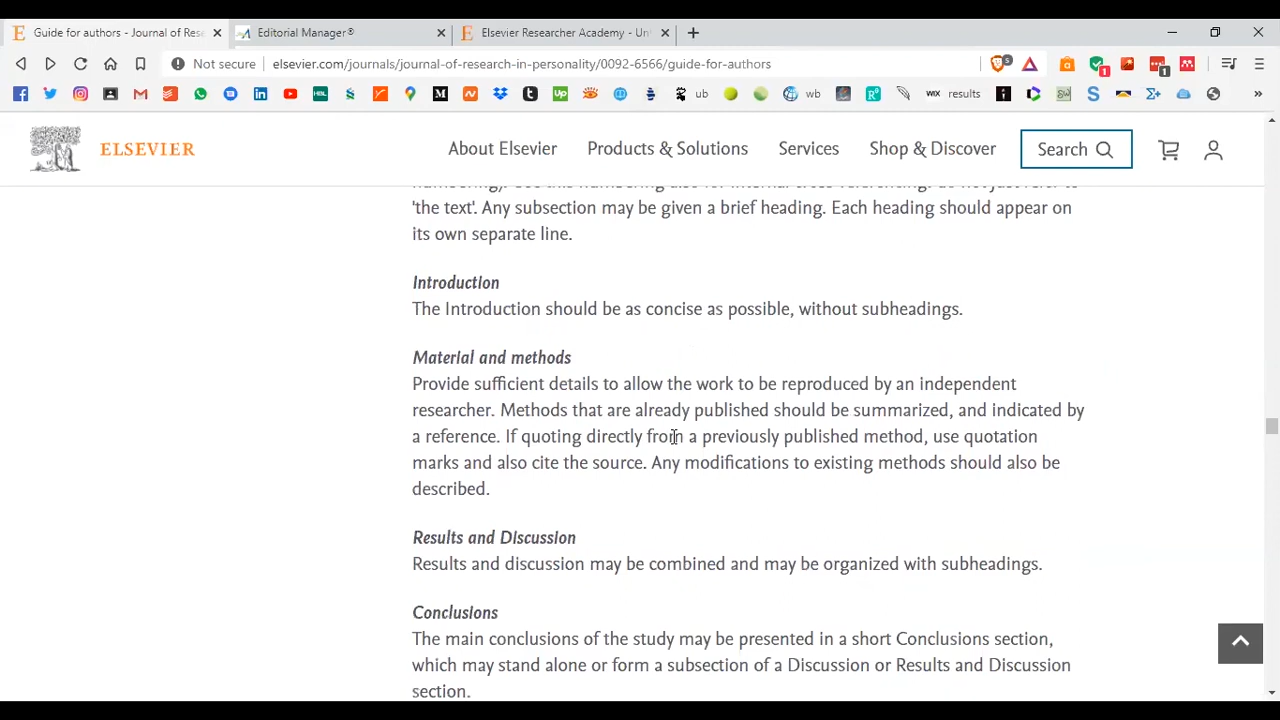 Guide for authors - Journal of Rese
Editorial Manager®
Elsevier Researcher Academy - Un
Not secure
elsevier.com/journals/journal-of-research-in-personality/0092-6566/guide-for-authors
ub
wb
WIX results
ELSEVIER
About Elsevier
Products & Solutions
Services
Shop & Discover
Search
'the text'. Any subsection may be given a brief heading. Each heading should appear on
its own separate line.
Introduction
The Introduction should be as concise as possible, without subheadings.
Material and methods
Provide sufficient details to allow the work to be reproduced by an independent
researcher. Methods that are already published should be summarized, and indicated by
a reference. If quoting directly from a previously published method, use quotation
marks and also cite the source. Any modifications to existing methods should also be
described.
Results and Discussion
Results and discussion may be combined and may be organized with subheadings.
Conclusions
The main conclusions of the study may be presented in a short Conclusions section,
which may stand alone or form a subsection of a Discussion or Results and Discussion
section.